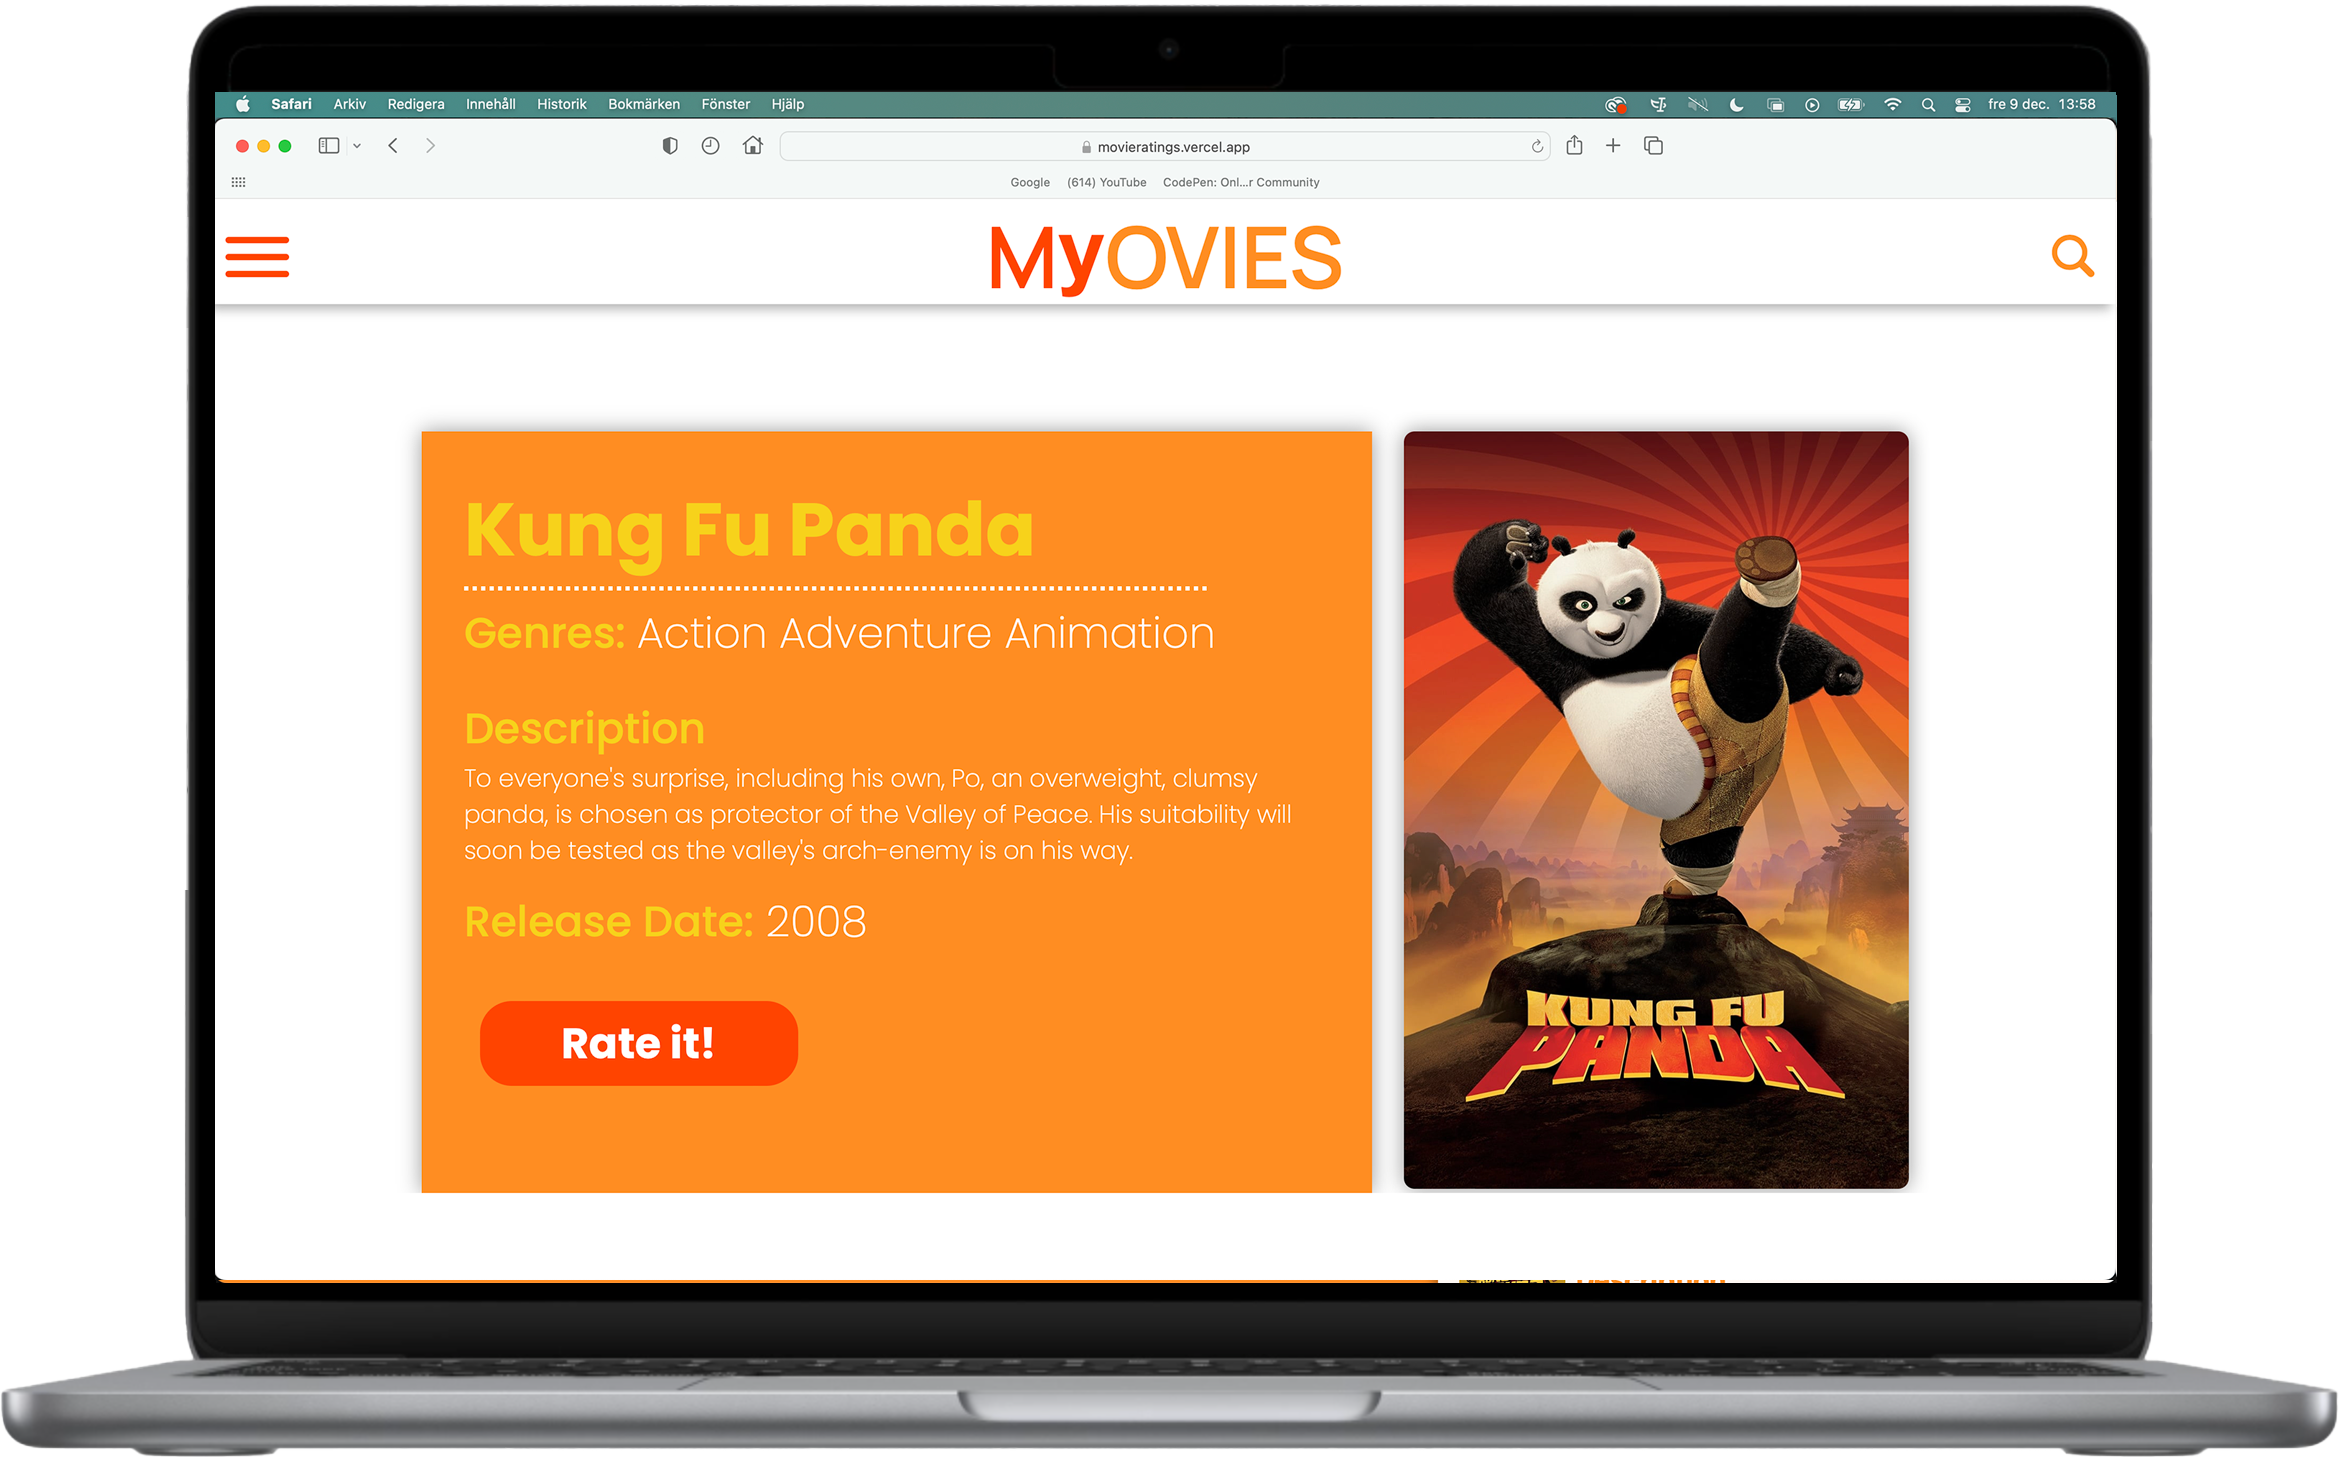 Safari Arkiv Redigera Innehåll Historik Bokmärken Fönster Hjälp fre 9 dec. 13:58
movieratings.vercel.app
Google (614) YouTube CodePen: Onl...r Community
MyOVIES
Kung Fu Panda
Genres: Action Adventure Animation
Description
To everyone's surprise, including his own, Po, an overweight, clumsy
panda, is chosen as protector of the Valley of Peace. His suitability will
soon be tested as the valley's arch-enemy is on his way.
Release Date: 2008
Rate it!
KUNG FU
PANDA